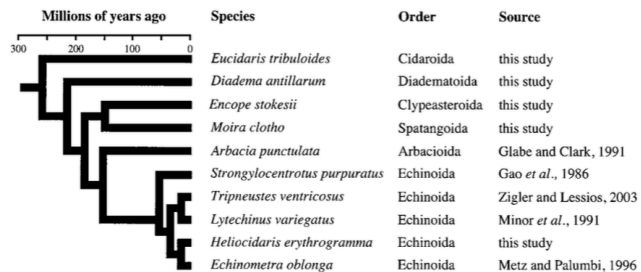 Millions of years ago Species Order Source
300 200 100 0
Eucidaris tribuloides Cidaroida this study
Diadema antillarum Diadematoida this study
Encope stokesii Clypeasteroida this study
Moira clotho Spatangoida this study
Arbacia punctulata Arbacioida Glabe and Clark, 1991
Strongylocentrotus purpuratus Echinoida Gao et al., 1986
Tripneustes ventricosus Echinoida Zigler and Lessios, 2003
Lytechinus variegatus Echinoida Minor et al., 1991
Heliocidaris erythrogramma Echinoida this study
Echinometra oblonga Echinoida Metz and Palumbi, 1996